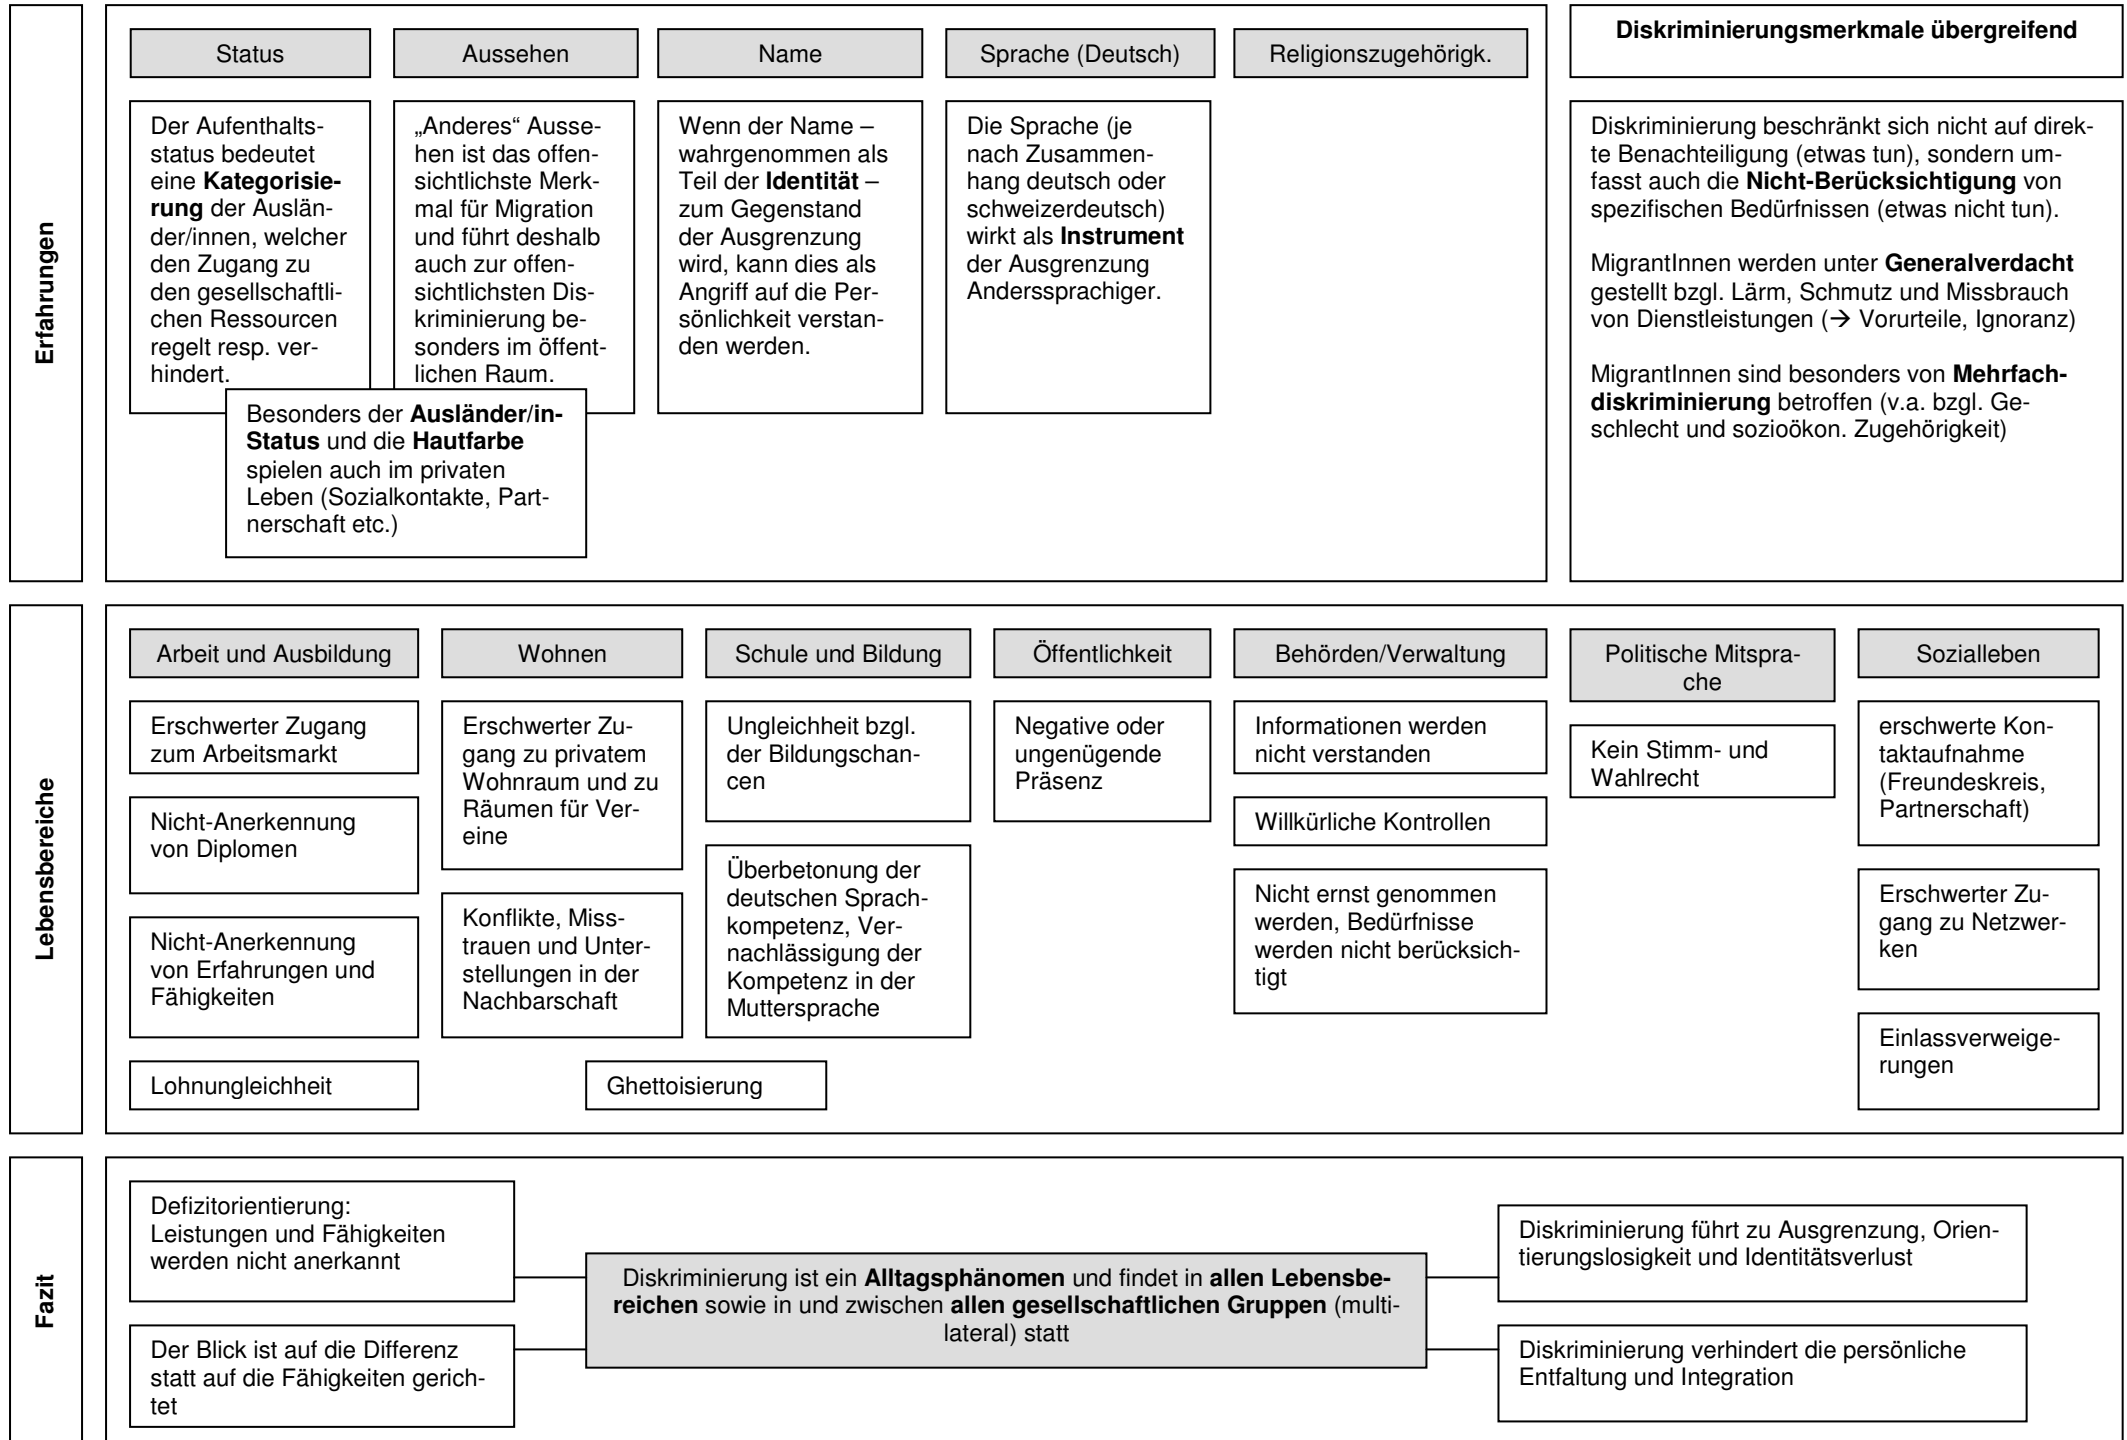 Erfahrungen
Status
Der Aufenthalts-
status bedeutet
eine Kategorisie-
rung der Auslän-
der/innen, welcher
den Zugang zu
den gesellschaftli-
chen Ressourcen
regelt resp. ver-
hindert.
Aussehen
„Anderes“ Ausse-
hen ist das offen-
sichtlichste Merk-
mal für Migration
und führt deshalb
auch zur offen-
sichtlichsten Dis-
kriminierung be-
sonders im öffent-
lichen Raum.
Besonders der Ausländer/in-
Status und die Hautfarbe
spielen auch im privaten
Leben (Sozialkontakte, Part-
nerschaft etc.)
Name
Wenn der Name –
wahrgenommen als
Teil der Identität –
zum Gegenstand
der Ausgrenzung
wird, kann dies als
Angriff auf die Per-
sönlichkeit verstan-
den werden.
Sprache (Deutsch)
Die Sprache (je
nach Zusammen-
hang deutsch oder
schweizerdeutsch)
wirkt als Instrument
der Ausgrenzung
Anderssprachiger.
Religionszugehörigk.
Diskriminierungsmerkmale übergreifend
Diskriminierung beschränkt sich nicht auf direk-
te Benachteiligung (etwas tun), sondern um-
fasst auch die Nicht-Berücksichtigung von
spezifischen Bedürfnissen (etwas nicht tun).
MigrantInnen werden unter Generalverdacht
gestellt bzgl. Lärm, Schmutz und Missbrauch
von Dienstleistungen (→ Vorurteile, Ignoranz)
MigrantInnen sind besonders von Mehrfach-
diskriminierung betroffen (v.a. bzgl. Ge-
schlecht und sozioökon. Zugehörigkeit)
Lebensbereiche
Arbeit und Ausbildung
Erschwerter Zugang
zum Arbeitsmarkt
Nicht-Anerkennung
von Diplomen
Nicht-Anerkennung
von Erfahrungen und
Fähigkeiten
Lohnungleichheit
Wohnen
Erschwerter Zu-
gang zu privatem
Wohnraum und zu
Räumen für Ver-
eine
Konflikte, Miss-
trauen und Unter-
stellungen in der
Nachbarschaft
Schule und Bildung
Ungleichheit bzgl.
der Bildungschan-
cen
Überbetonung der
deutschen Sprach-
kompetenz, Ver-
nachlässigung der
Kompetenz in der
Muttersprache
Ghettoisierung
Öffentlichkeit
Negative oder
ungenügende
Präsenz
Behörden/Verwaltung
Informationen werden
nicht verstanden
Willkürliche Kontrollen
Nicht ernst genommen
werden, Bedürfnisse
werden nicht berücksich-
tigt
Politische Mitspra-
che
Kein Stimm- und
Wahlrecht
Sozialleben
erschwerte Kon-
taktaufnahme
(Freundeskreis,
Partnerschaft)
Erschwerter Zu-
gang zu Netzwer-
ken
Einlassverweige-
rungen
Fazit
Defizitorientierung:
Leistungen und Fähigkeiten
werden nicht anerkannt
Der Blick ist auf die Differenz
statt auf die Fähigkeiten gerich-
tet
Diskriminierung ist ein Alltagsphänomen und findet in allen Lebensbe-
reichen sowie in und zwischen allen gesellschaftlichen Gruppen (multi-
lateral) statt
Diskriminierung führt zu Ausgrenzung, Orien-
tierungslosigkeit und Identitätsverlust
Diskriminierung verhindert die persönliche
Entfaltung und Integration